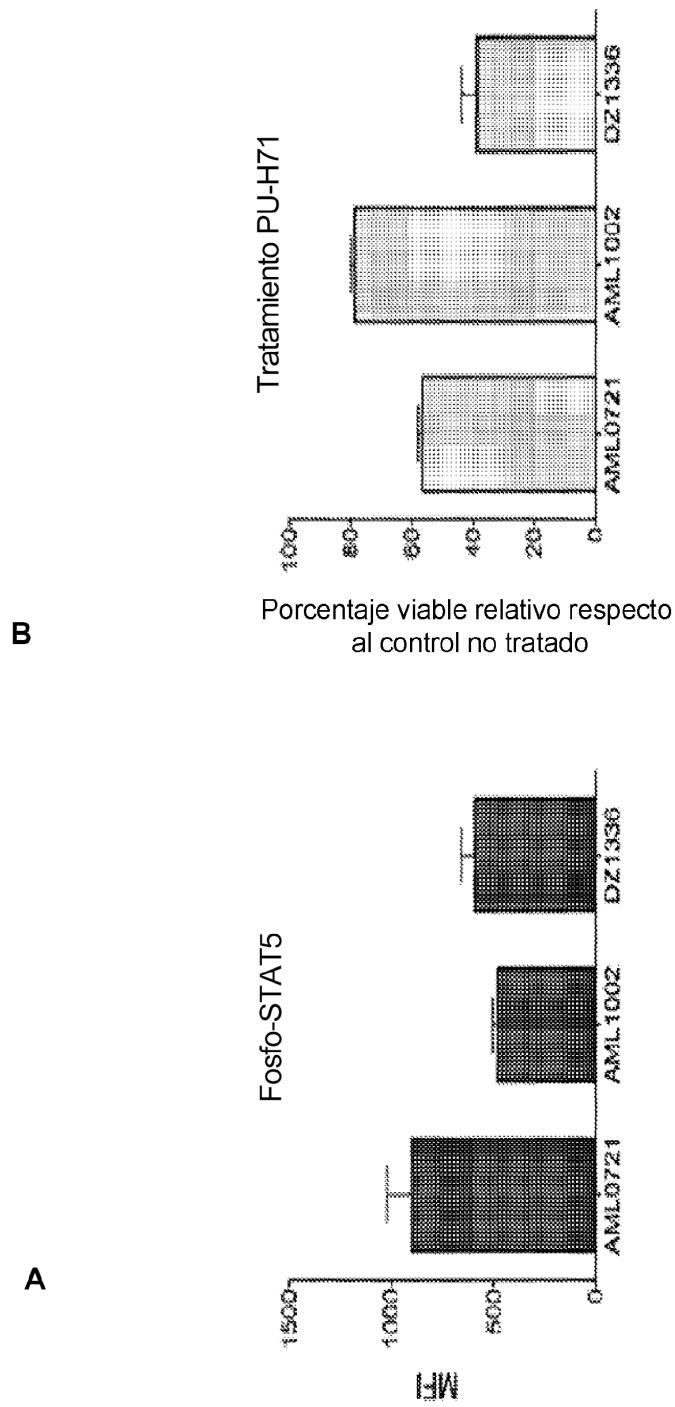 A
Fosfo-STAT5
MFI
1500
1000
500
0
AML0721
AML1002
DZ1336
B
Tratamiento PU-H71
Porcentaje viable relativo respecto
al control no tratado
100
80
60
40
20
0
AML0721
AML1002
DZ1336